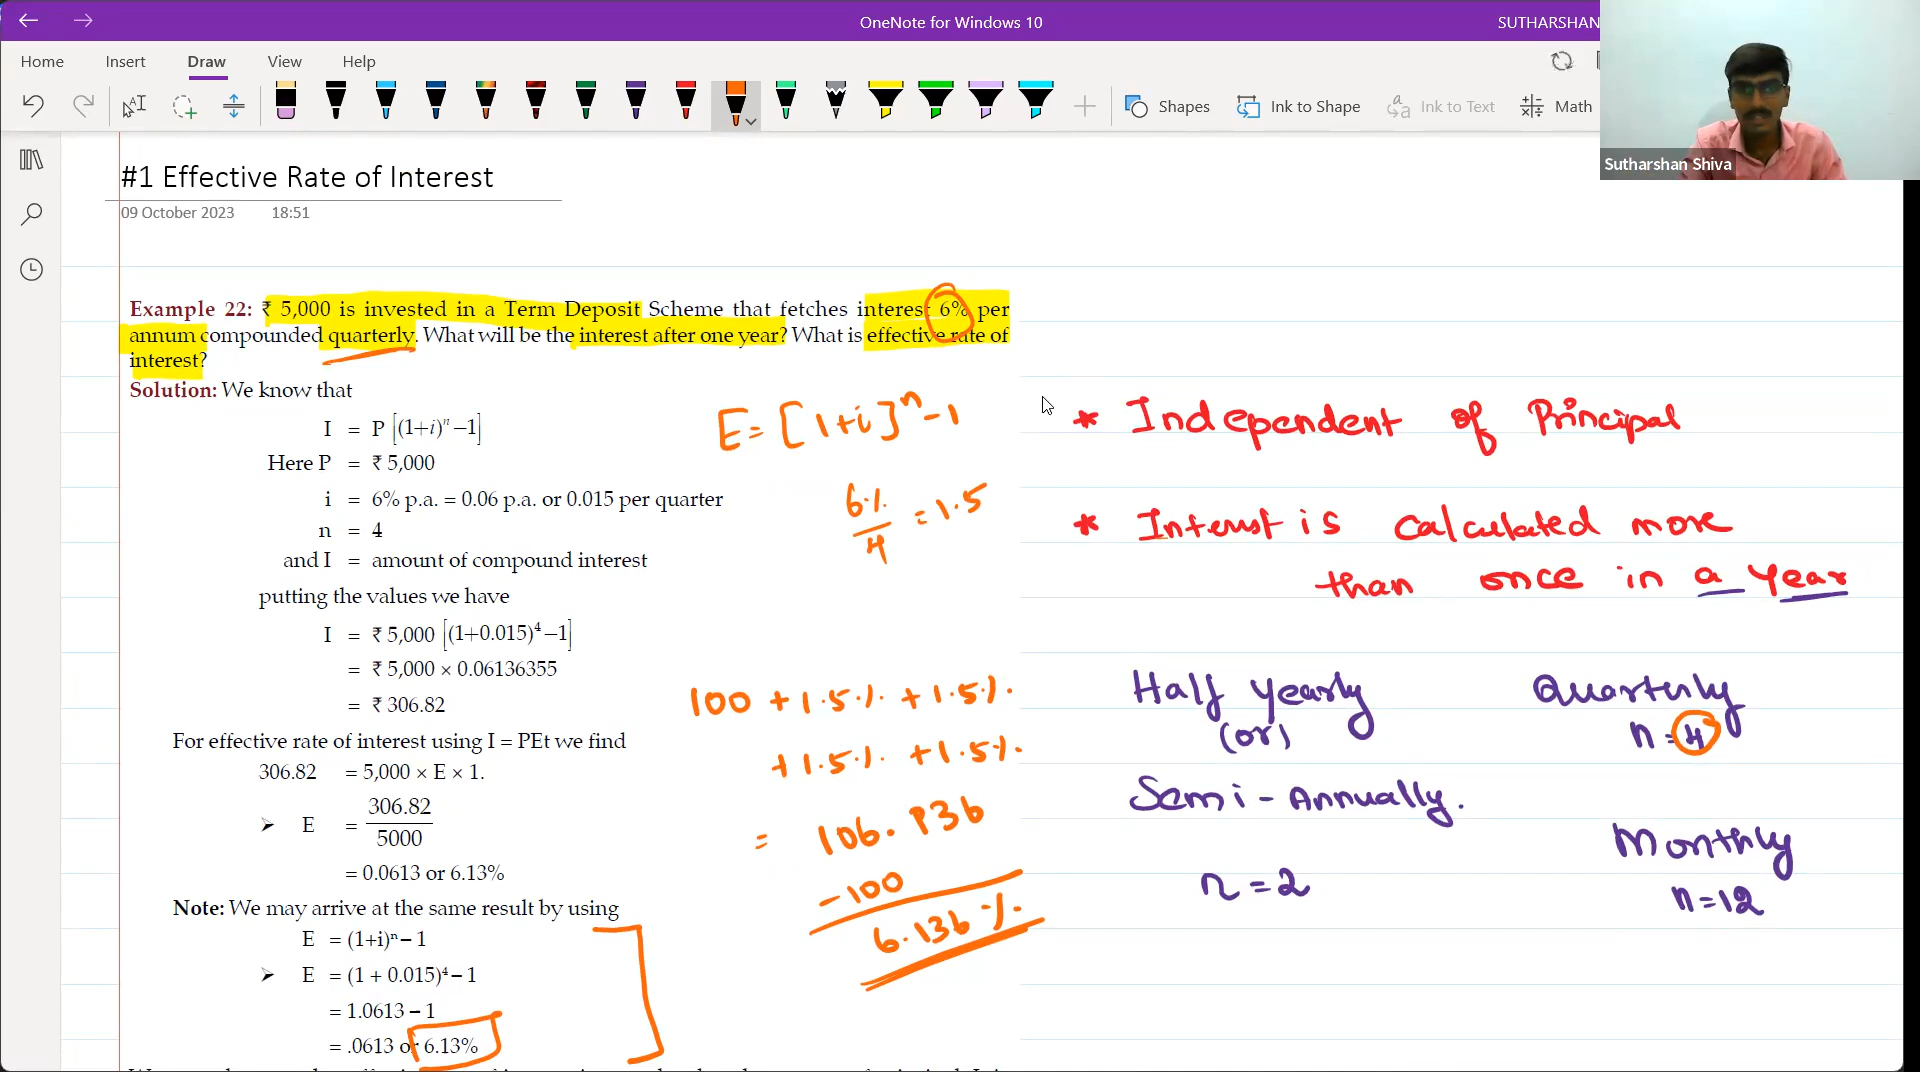 OneNote for Windows 10
SUTHARSHAN
Home Insert Draw View Help
Shapes Ink to Shape Ink to Text Math
Sutharshan Shiva
#1 Effective Rate of Interest
09 October 2023 18:51
Example 22: ₹ 5,000 is invested in a Term Deposit Scheme that fetches interest 6% per
annum compounded quarterly. What will be the interest after one year? What is effective rate of
interest?
Solution: We know that
I = P [(1+i)ⁿ −1]
Here P = ₹ 5,000
i = 6% p.a. = 0.06 p.a. or 0.015 per quarter
n = 4
and I = amount of compound interest
putting the values we have
I = ₹ 5,000 [(1+0.015)⁴ −1]
= ₹ 5,000 × 0.06136355
= ₹ 306.82
For effective rate of interest using I = PEt we find
306.82 = 5,000 × E × 1.
➢ E = 306.82
5000
= 0.0613 or 6.13%
Note: We may arrive at the same result by using
E = (1+i)ⁿ – 1
➢ E = (1 + 0.015)⁴ – 1
= 1.0613 – 1
= .0613 or 6.13%
E = [1+i]ⁿ -1
6%
4
= 1.5
100 + 1.5% + 1.5%
+ 1.5% + 1.5%
= 106.136
-100
6.136%
* Independent of Principal
* Interest is calculated more
than once in a year
Half yearly
(or)
Semi - Annually.
n = 2
Quarterly
n = 4
Monthly
n = 12